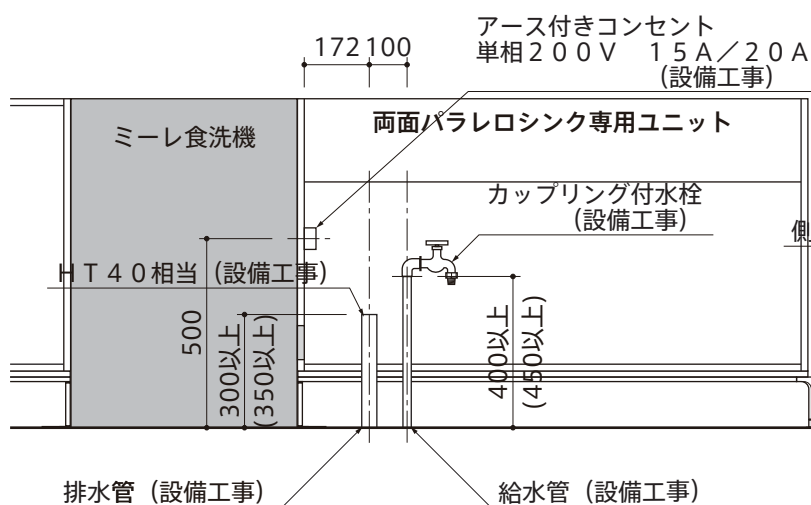 アース付きコンセント
単相２００V　１５A／２０A
(設備工事)
172 100
ミーレ食洗機
両面パラレロシンク専用ユニット
カップリング付水栓
(設備工事)
側
ＨＴ４０相当 (設備工事)
500
300以上
(350以上)
400以上
(450以上)
排水管 (設備工事)
給水管 (設備工事)